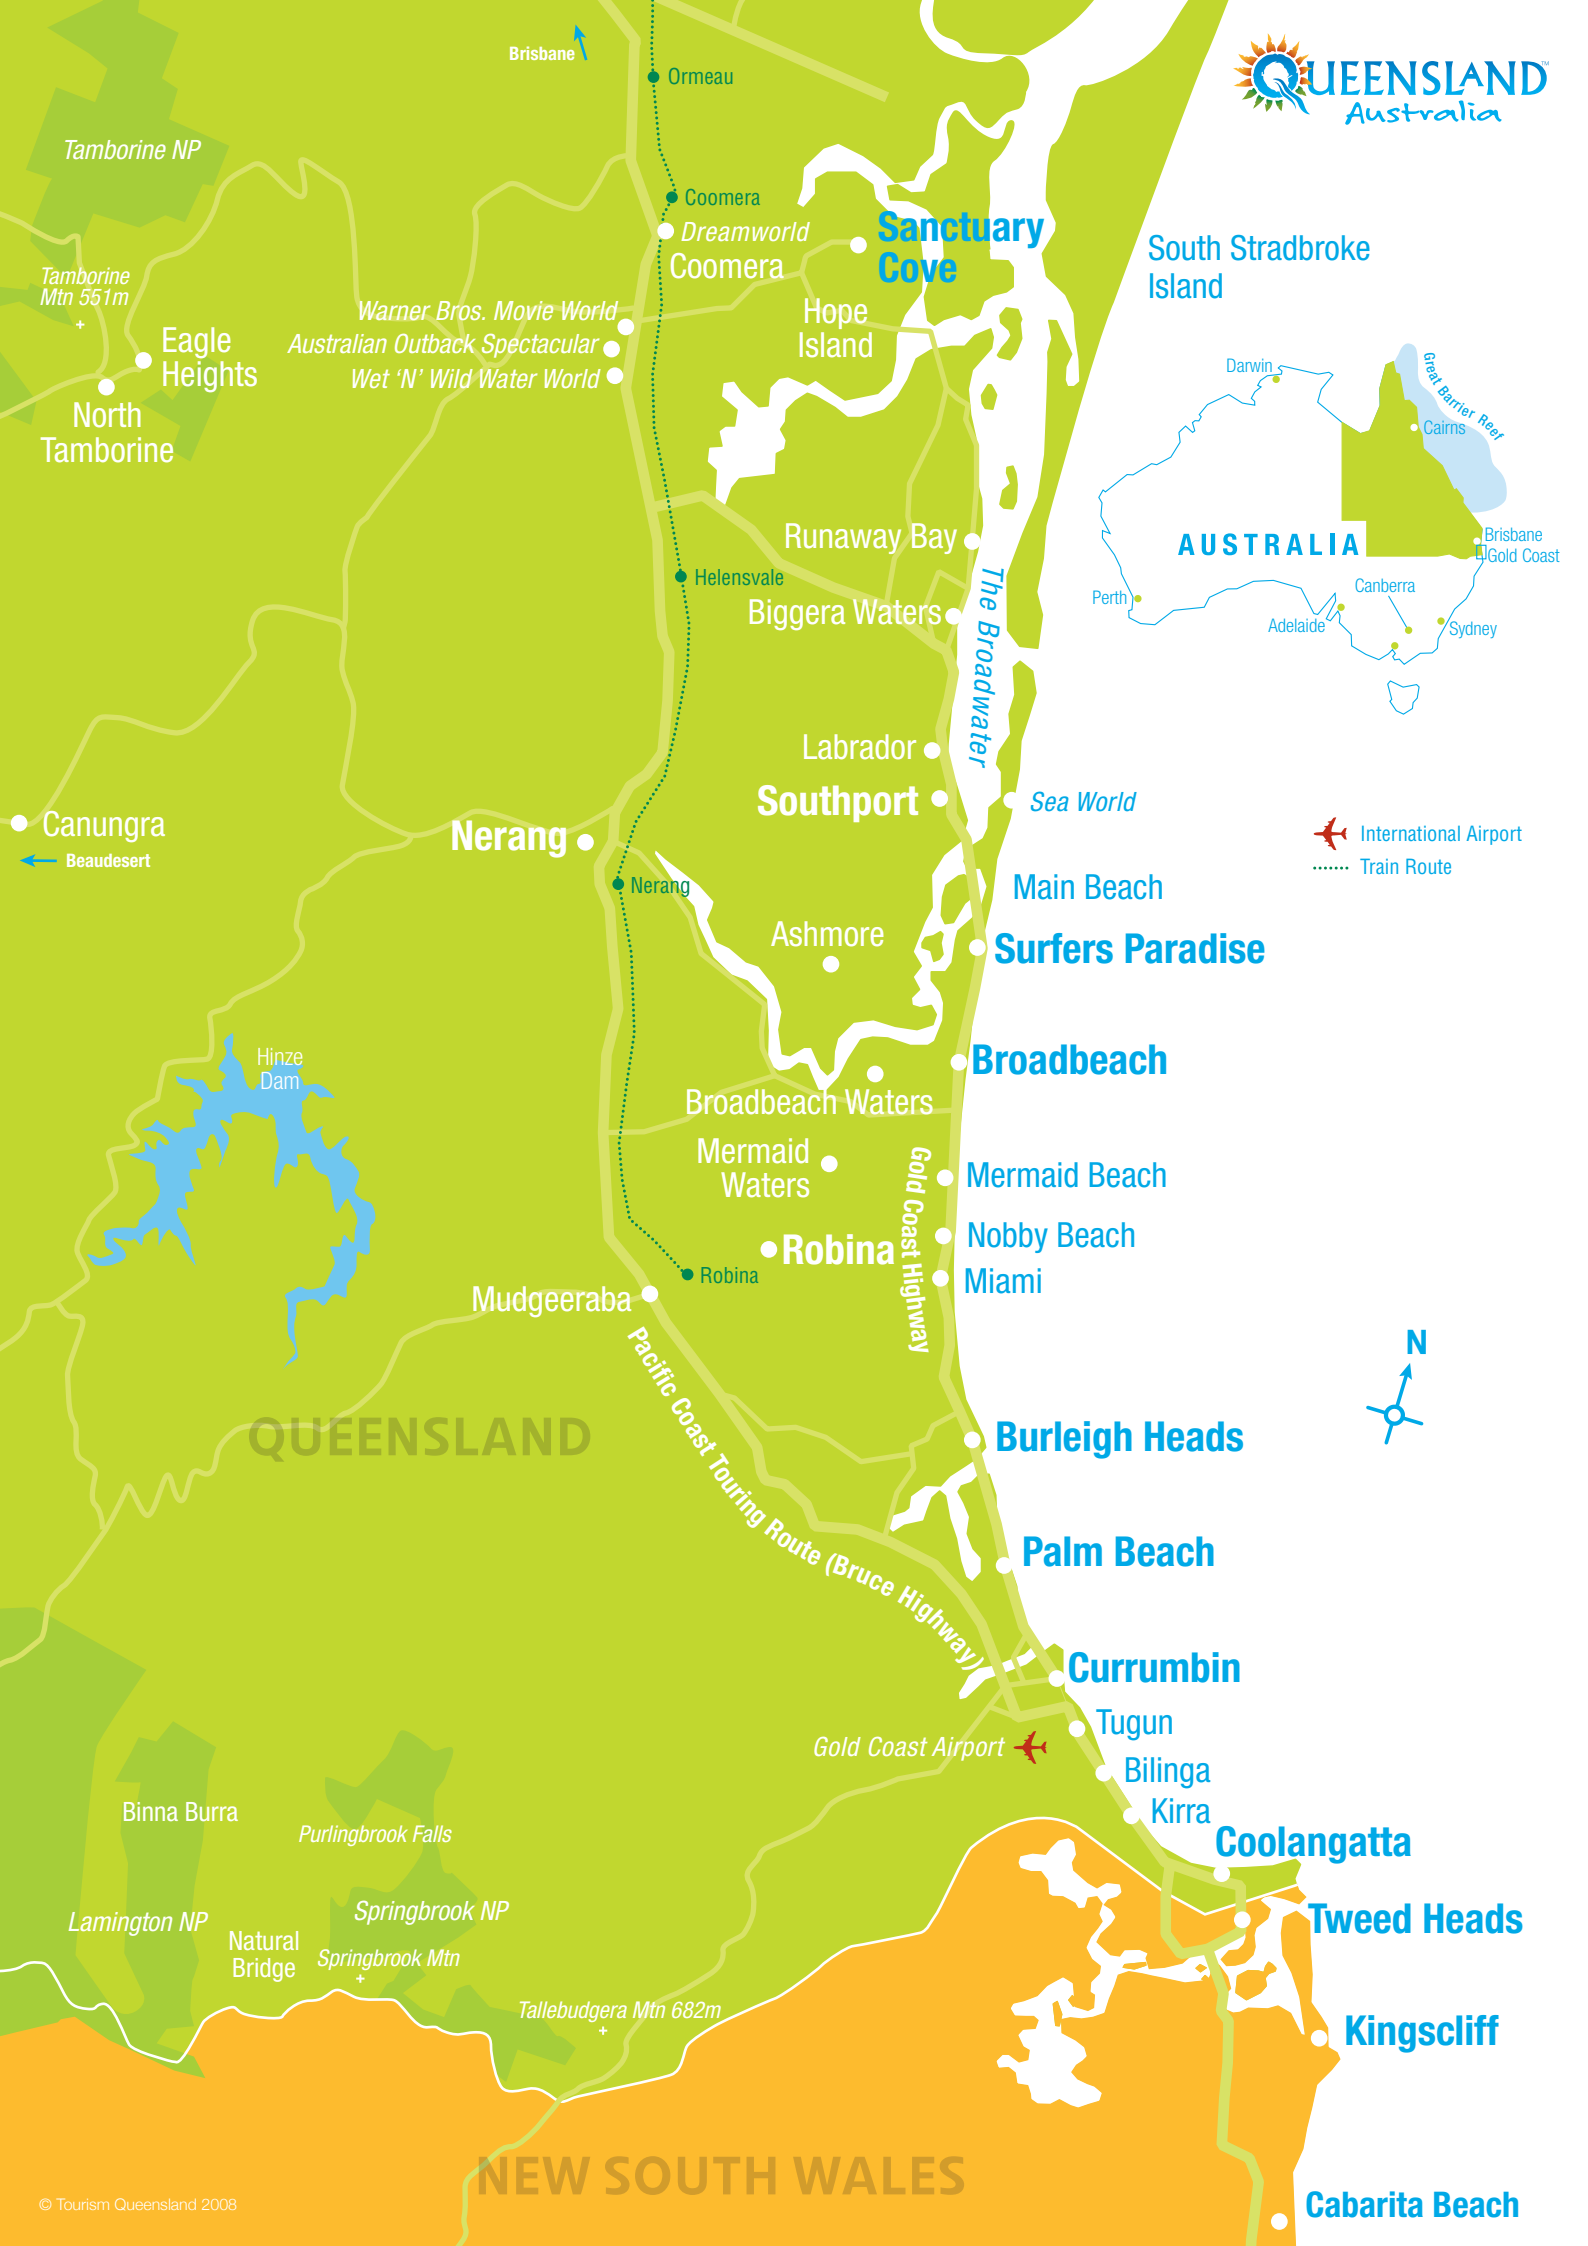 Brisbane
Ormeau
QUEENSLAND™
Australia
Tamborine NP
Coomera
Dreamworld
Coomera
Sanctuary
Cove
South Stradbroke
Island
Tamborine
Mtn 551m
Warner Bros. Movie World
Australian Outback Spectacular
Wet ‘N’ Wild Water World
Hope
Island
Eagle
Heights
North
Tamborine
Darwin
Great Barrier Reef
Cairns
AUSTRALIA
Brisbane
Gold Coast
Canberra
Perth
Adelaide
Sydney
Runaway Bay
Helensvale
Biggera Waters
The Broadwater
Labrador
Southport
Sea World
Canungra
Beaudesert
Nerang
Nerang
International Airport
Train Route
Main Beach
Ashmore
Surfers Paradise
Hinze
Dam
Broadbeach
Broadbeach Waters
Mermaid
Waters
Gold Coast Highway
Mermaid Beach
Nobby Beach
Robina
Robina
Miami
Mudgeeraba
Pacific Coast Touring Route (Bruce Highway)
N
QUEENSLAND
Burleigh Heads
Palm Beach
Currumbin
Tugun
Gold Coast Airport
Bilinga
Kirra
Coolangatta
Binna Burra
Purlingbrook Falls
Lamington NP
Springbrook NP
Natural
Bridge
Springbrook Mtn
Tweed Heads
Tallebudgera Mtn 682m
Kingscliff
NEW SOUTH WALES
Cabarita Beach
© Tourism Queensland 2008